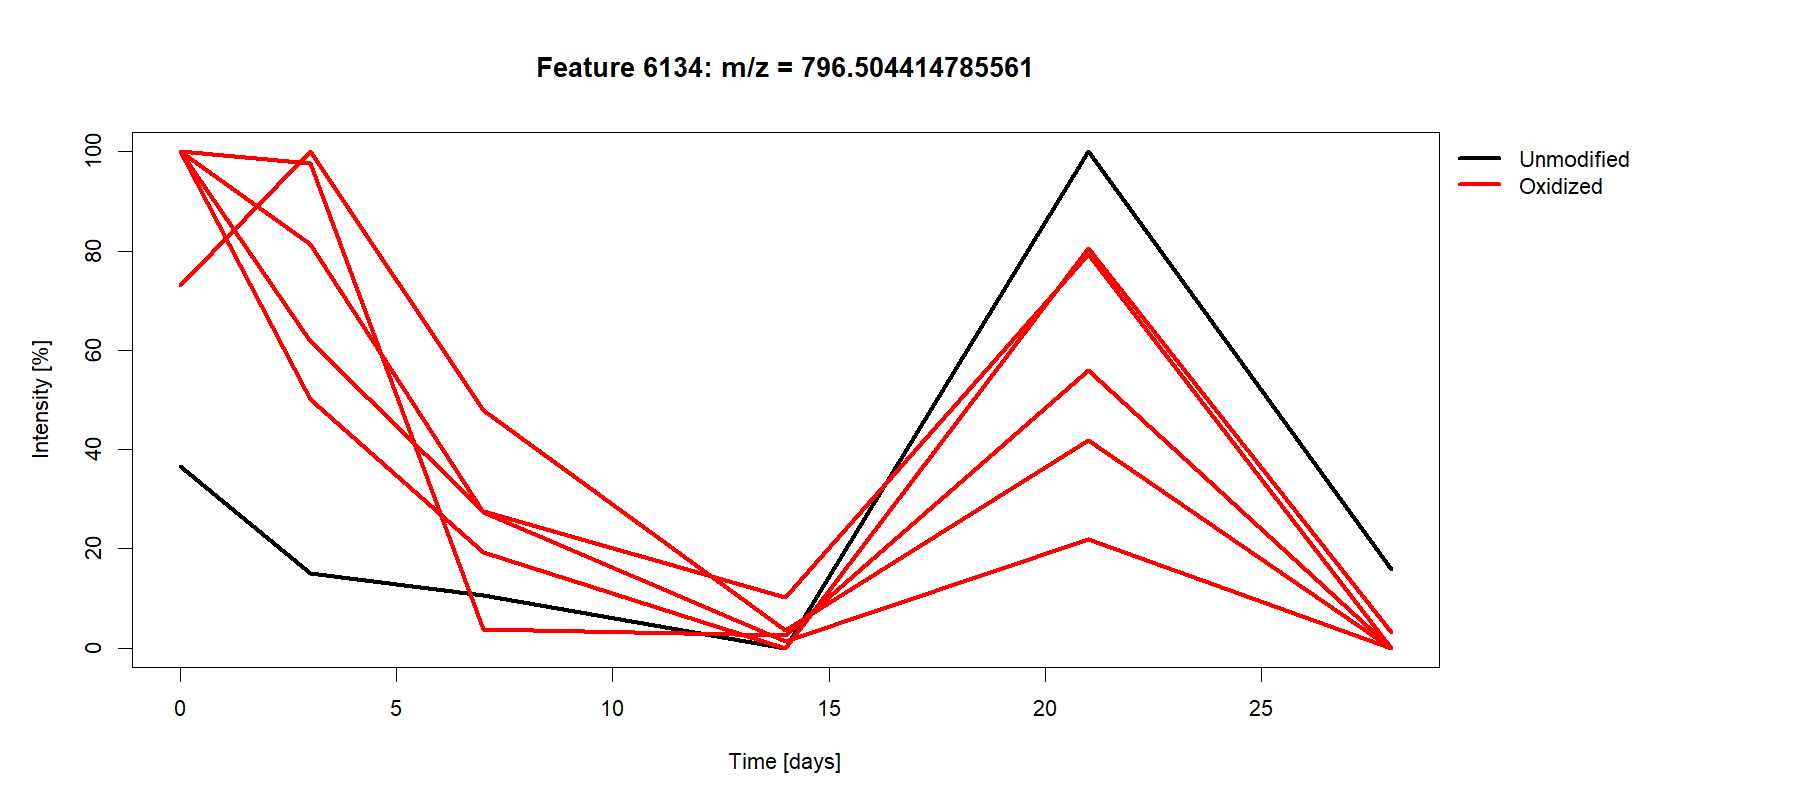 Feature 6134: m/z = 796.504414785561
Unmodified
Oxidized
Intensity [%]
100
80
60
40
20
0
0 5 10 15 20 25
Time [days]